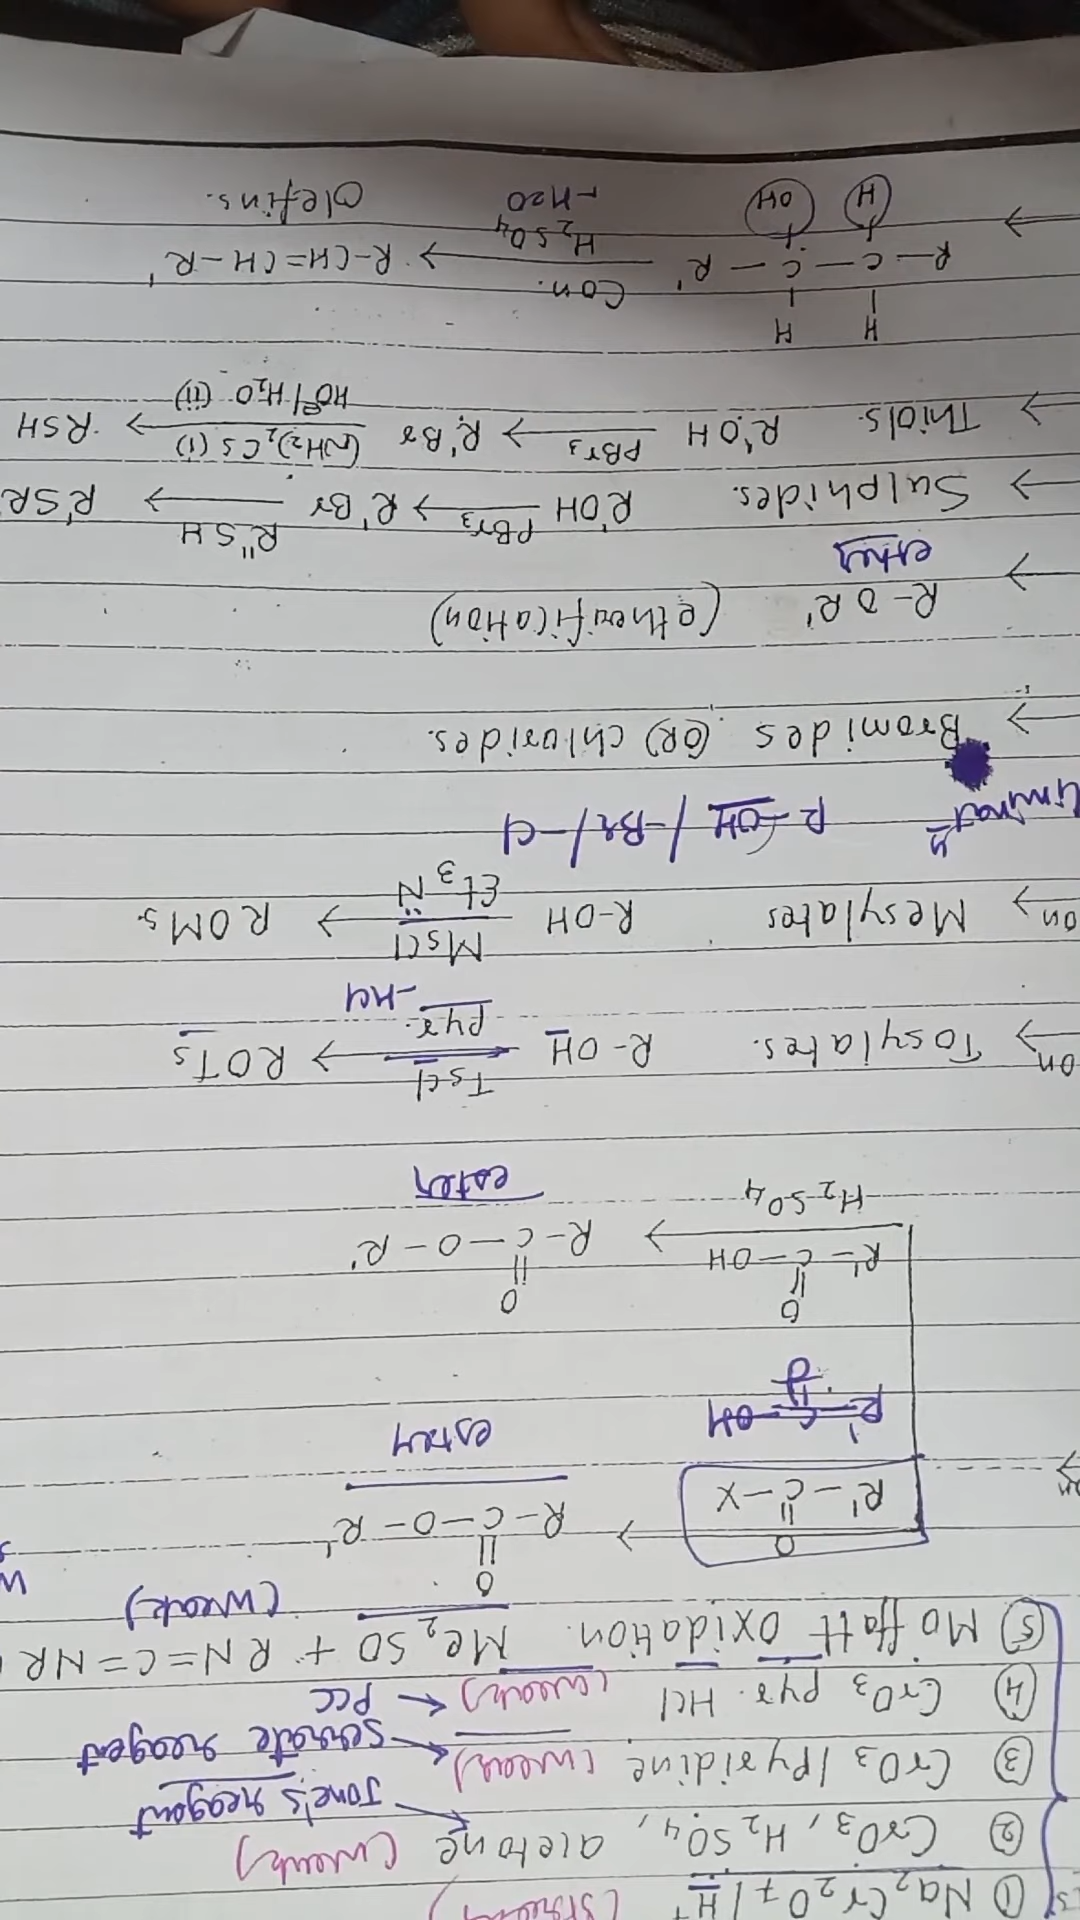 ① Na2Cr2O7 / H+ (strong)
② CrO3, H2SO4, acetone (weak)
Jone's reagent
③ CrO3 / Pyridine (weak)
reagent
④ CrO3 pyr. HCl (weak) ← PCC
⑤ Moffatt oxidation. Me2SO + RN=C=NR
(weak)
O
R'-C-X → R-C-O-R'
ester
R'-C-OH
O
O O
R'-C-OH → R-C-O-R'
H2SO4
ester
on → Tosylates. R-OH TsCl → ROTs
pyr.
-HCl
on → Mesylates R-OH MsCl → ROMs
Et3N
R-OH / -Br / -Cl
→ Bromides (OR) chlorides.
→ R-OR' (etherification)
ether
→ Sulphides. R'OH PBr3 → R'Br R''SH → R'SR
→ Thiols. R'OH PBr3 → R'Br (NH2)2CS (i) → RSH
HO⊖/H2O (ii)
H H
R-C-C-R' Con. H2SO4 → R-CH=CH-R'
H OH -H2O olefins.